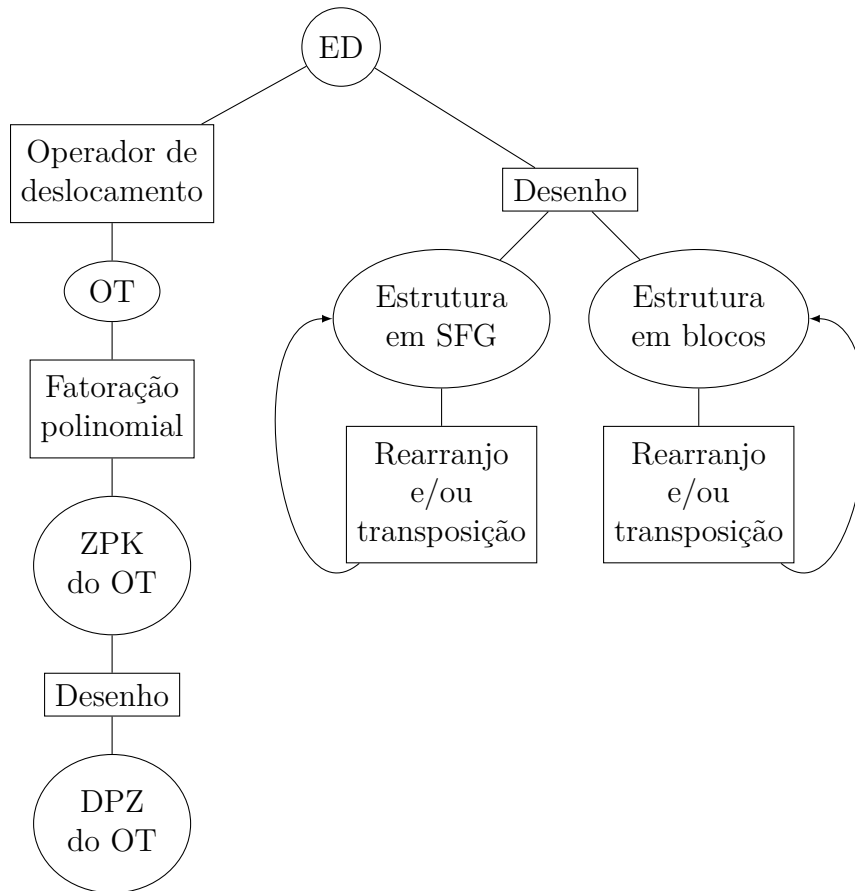 ED
Operador de
deslocamento
Desenho
OT
Estrutura
em SFG
Estrutura
em blocos
Fatoração
polinomial
Rearranjo
e/ou
transposição
Rearranjo
e/ou
transposição
ZPK
do OT
Desenho
DPZ
do OT